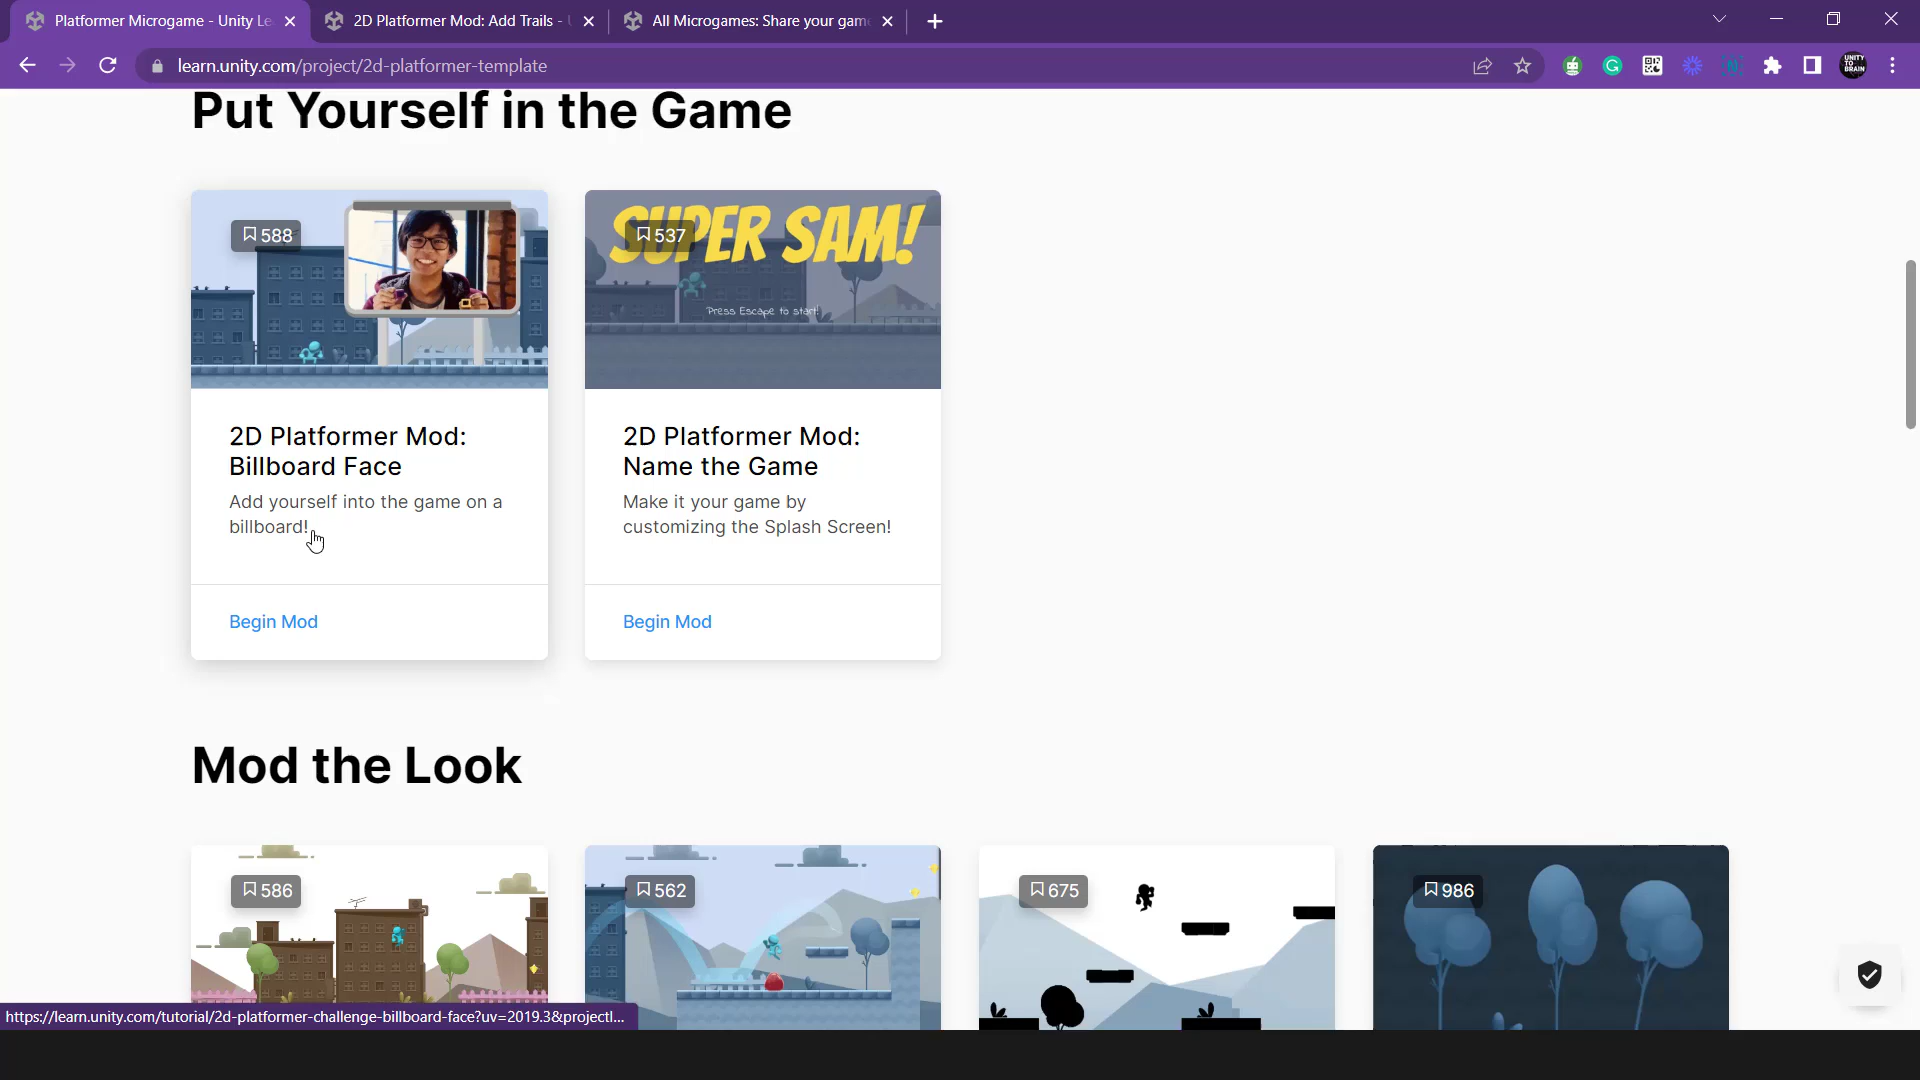 Platformer Microgame - Unity Le
2D Platformer Mod: Add Trails - U
All Microgames: Share your gam
learn.unity.com/project/2d-platformer-template
UNITY
TO
BRAIN
Put Yourself in the Game
588
537
SUPER SAM!
Press Escape to start!
2D Platformer Mod:
Billboard Face
Add yourself into the game on a
billboard!
Begin Mod
2D Platformer Mod:
Name the Game
Make it your game by
customizing the Splash Screen!
Begin Mod
Mod the Look
586
562
675
986
https://learn.unity.com/tutorial/2d-platformer-challenge-billboard-face?uv=2019.3&projectI...